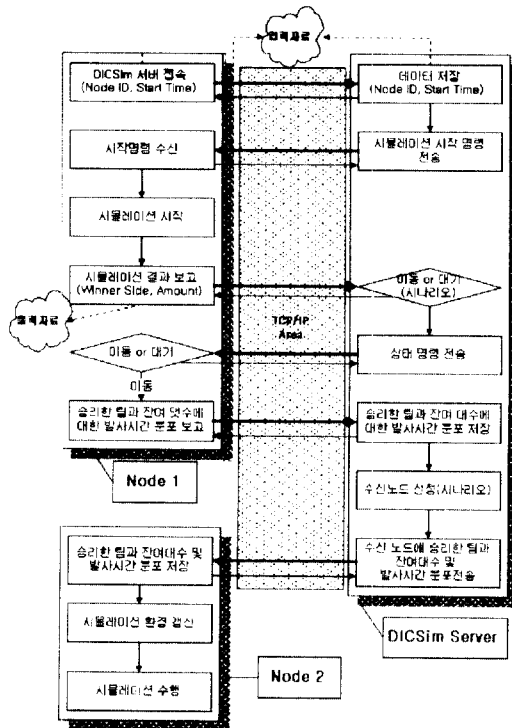 입력자료
DICSim 서버 접속
(Node ID, Start Time)
데이터 저장
(Node ID, Start Time)
시작명령 수신
시뮬레이션 시작 명령
전송
시뮬레이션 시작
시뮬레이션 결과 보고
(Winner Side, Amount)
이동 or 대기
(시나리오)
출력자료
TCP/IP
Area
이동 or 대기
상태 명령 전송
이동
승리한 팀과 잔여 댓수에
대한 발사시간 분포 보고
승리한 팀과 잔여 대수에
대한 발사시간 분포 저장
Node 1
수신노드 산정(시나리오)
승리한 팀과 잔여대수 및
발사시간 분포 저장
수신 노드에 승리한 팀과
잔여대수 및
발사시간 분포전송
시뮬레이션 환경 갱신
DICSim Server
시뮬레이션 수행
Node 2